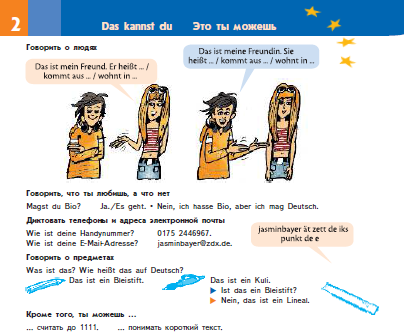 2
Das kannst du Это ты можешь
Говорить о людях
Das ist mein Freund. Er heißt ... /
kommt aus ... / wohnt in ...
Das ist meine Freundin. Sie
heißt ... / kommt aus ... / wohnt in ...
Говорить, что ты любишь, а что нет
Magst du Bio? Ja./Es geht. • Nein, ich hasse Bio, aber ich mag Deutsch.
Диктовать телефоны и адреса электронной почты
Wie ist deine Handynummer? 0175 2446967.
Wie ist deine E-Mai-Adresse? jasminbayer@zdx.de.
jasminbayer ät zett de iks
punkt de e
Говорить о предметах
Was ist das? Wie heißt das auf Deutsch?
Das ist ein Bleistift.
Das ist ein Kuli.
Ist das ein Bleistift?
Nein, das ist ein Lineal.
Кроме того, ты можешь ...
... считать до 1111. ... понимать короткий текст.